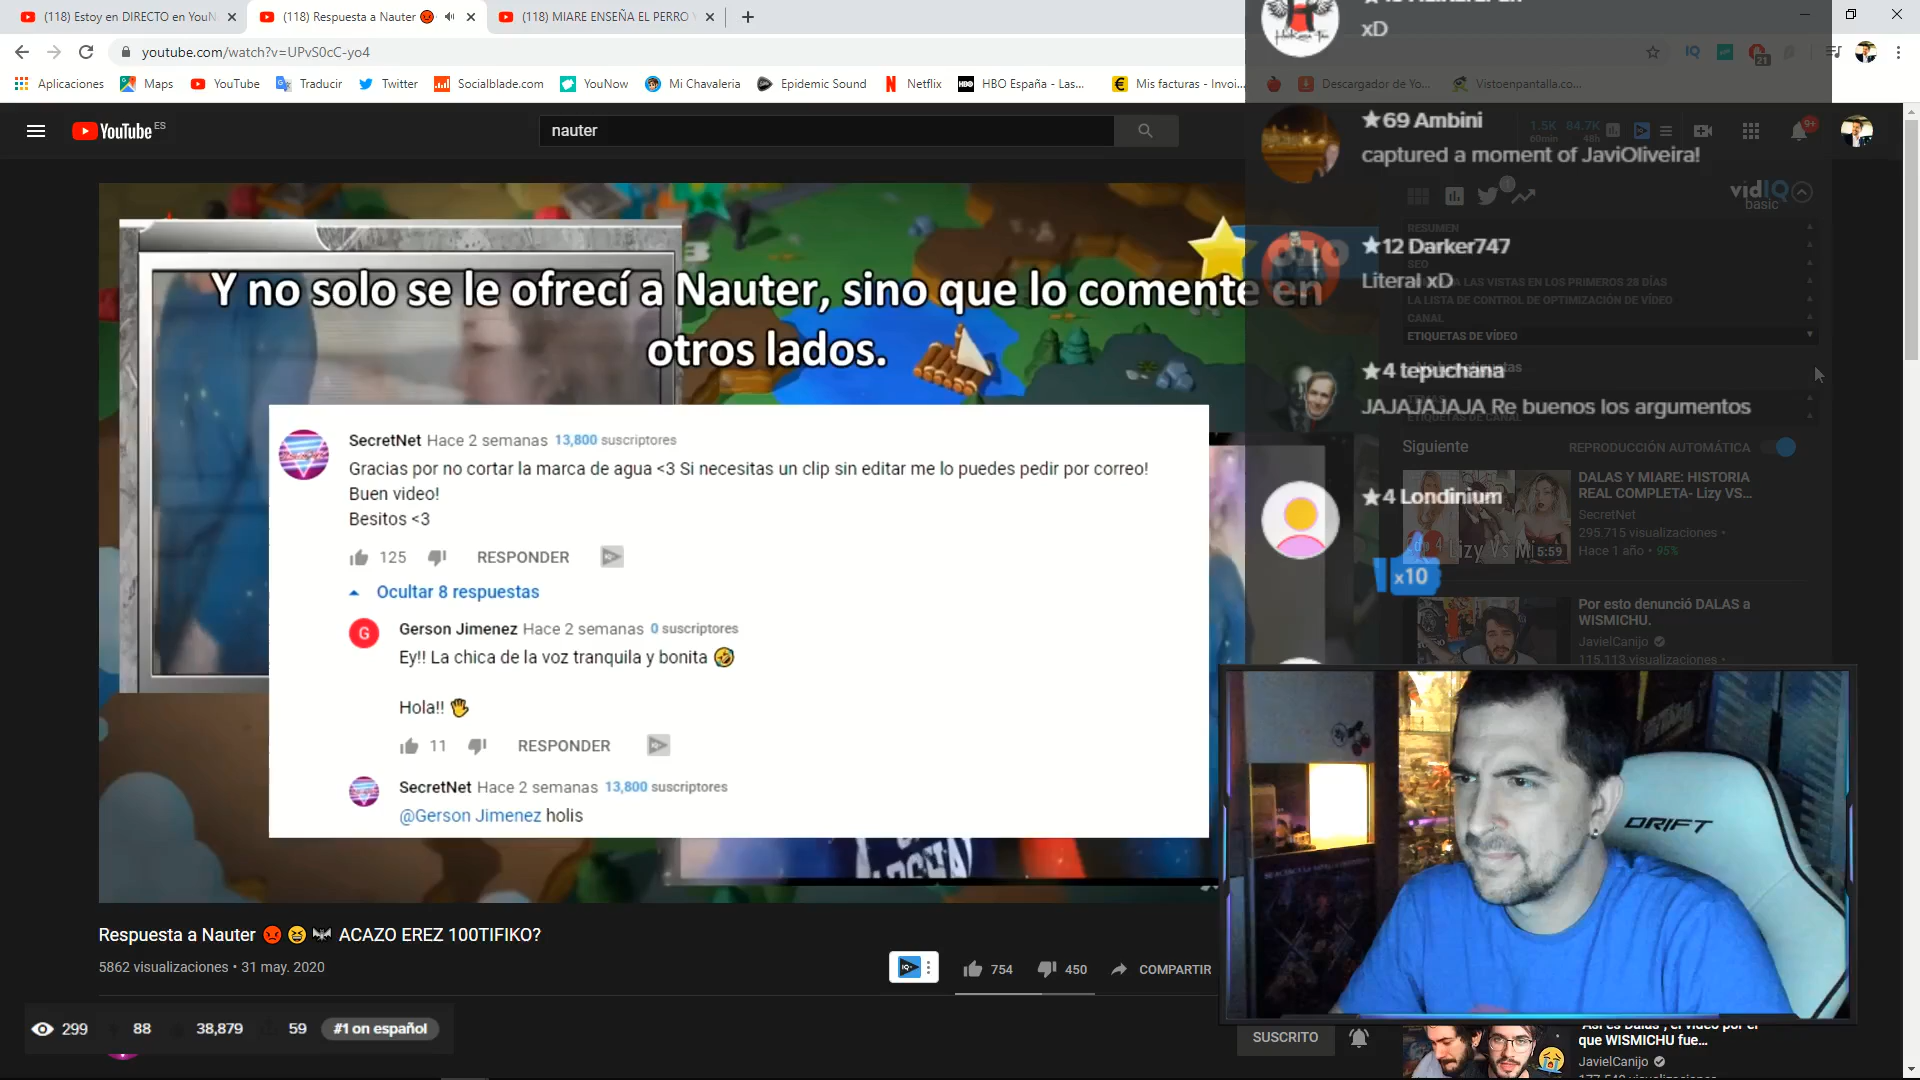 (118) Estoy en DIRECTO en YouN
(118) Respuesta a Nauter
(118) MIARE ENSEÑA EL PERRO
youtube.com/watch?v=UPvS0cC-yo4
21
Aplicaciones
Maps
YouTube
Traducir
Twitter
Socialblade.com
YouNow
Mi Chavaleria
Epidemic Sound
Netflix
HBO España - Las...
Mis facturas - Invoi...
Descargador de Yo...
Vistoenpantalla.co...
YouTube ES
nauter
1.5K 84.7K
60min 48h
9+
xD
★69 Ambini
captured a moment of JaviOliveira!
★12 Darker747
Literal xD
★4 tepuchana
JAJAJAJAJA Re buenos los argumentos
★4 Londinium
x10
vidIQ
basic
1
RESUMEN
SEO
LAS VISTAS EN LOS PRIMEROS 28 DÍAS
LA LISTA DE CONTROL DE OPTIMIZACIÓN DE VÍDEO
CANAL
ETIQUETAS DE VÍDEO
ETIQUETAS DE CANAL
Y no solo se le ofrecí a Nauter, sino que lo comente en
otros lados.
SecretNet Hace 2 semanas 13,800 suscriptores
Gracias por no cortar la marca de agua <3 Si necesitas un clip sin editar me lo puedes pedir por correo!
Buen video!
Besitos <3
125 RESPONDER
Ocultar 8 respuestas
G
Gerson Jimenez Hace 2 semanas 0 suscriptores
Ey!! La chica de la voz tranquila y bonita 🤣
Hola!! 👋
11 RESPONDER
SecretNet Hace 2 semanas 13,800 suscriptores
@Gerson Jimenez holis
Siguiente
REPRODUCCIÓN AUTOMÁTICA
DALAS Y MIARE: HISTORIA
REAL COMPLETA- Lizy VS...
SecretNet
295.715 visualizaciones •
Hace 1 año • 95%
Lizy Vs Mi
5:59
Por esto denunció DALAS a
WISMICHU.
JavielCanijo
115.113 visualizaciones •
DRIFT
Respuesta a Nauter 😡 😆 🦇 ACAZO EREZ 100TIFIKO?
5862 visualizaciones • 31 may. 2020
754
450
COMPARTIR
299
88
38,879
59
#1 on español
SUSCRITO
"Así es Dalas", el vídeo por el
que WISMICHU fue...
JavielCanijo